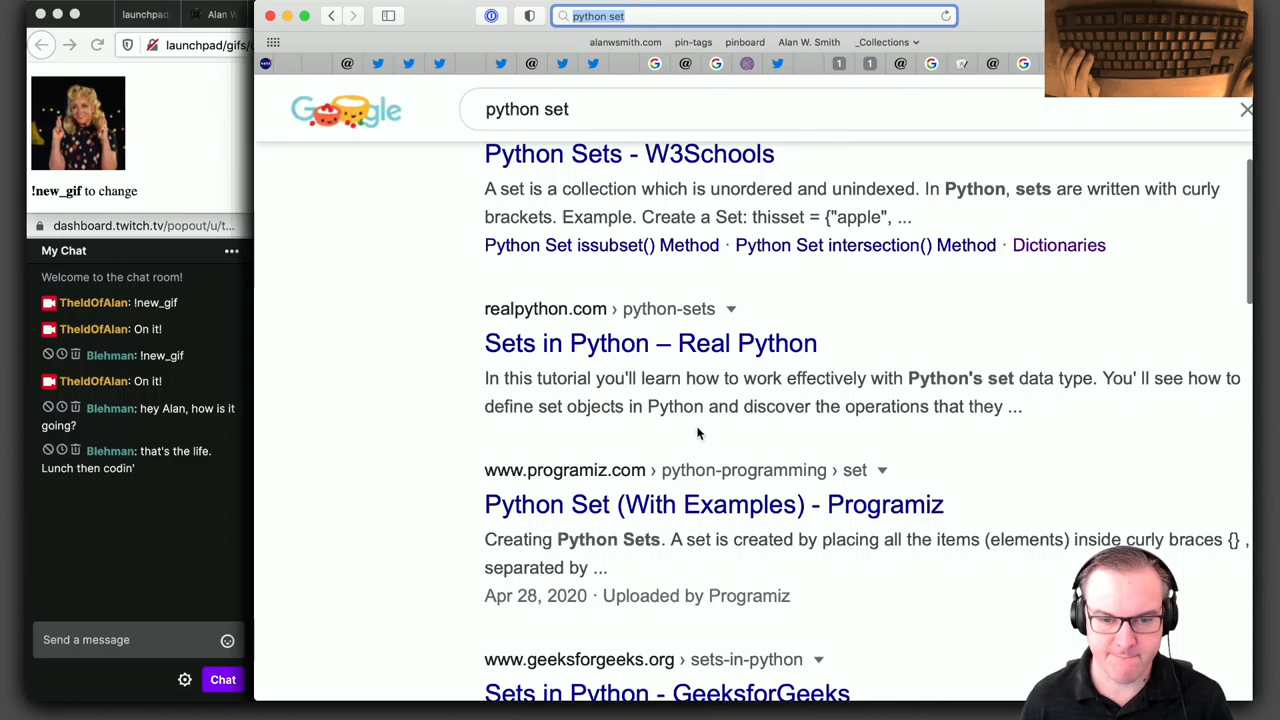 launchpad
Alan W
launchpad/gifs/
!new_gif to change
dashboard.twitch.tv/popout/u/t...
My Chat
Welcome to the chat room!
TheIdOfAlan: !new_gif
TheIdOfAlan: On it!
Blehman: !new_gif
TheIdOfAlan: On it!
Blehman: hey Alan, how is it
going?
Blehman: that's the life.
Lunch then codin'
Send a message
Chat
python set
alanwsmith.com
pin-tags
pinboard
Alan W. Smith
_Collections
Google
python set
Python Sets - W3Schools
A set is a collection which is unordered and unindexed. In Python, sets are written with curly
brackets. Example. Create a Set: thisset = {"apple", ...
Python Set issubset() Method · Python Set intersection() Method · Dictionaries
realpython.com › python-sets
Sets in Python – Real Python
In this tutorial you'll learn how to work effectively with Python's set data type. You' ll see how to
define set objects in Python and discover the operations that they ...
www.programiz.com › python-programming › set
Python Set (With Examples) - Programiz
Creating Python Sets. A set is created by placing all the items (elements) inside curly braces {} ,
separated by ...
Apr 28, 2020 · Uploaded by Programiz
www.geeksforgeeks.org › sets-in-python
Sets in Python - GeeksforGeeks